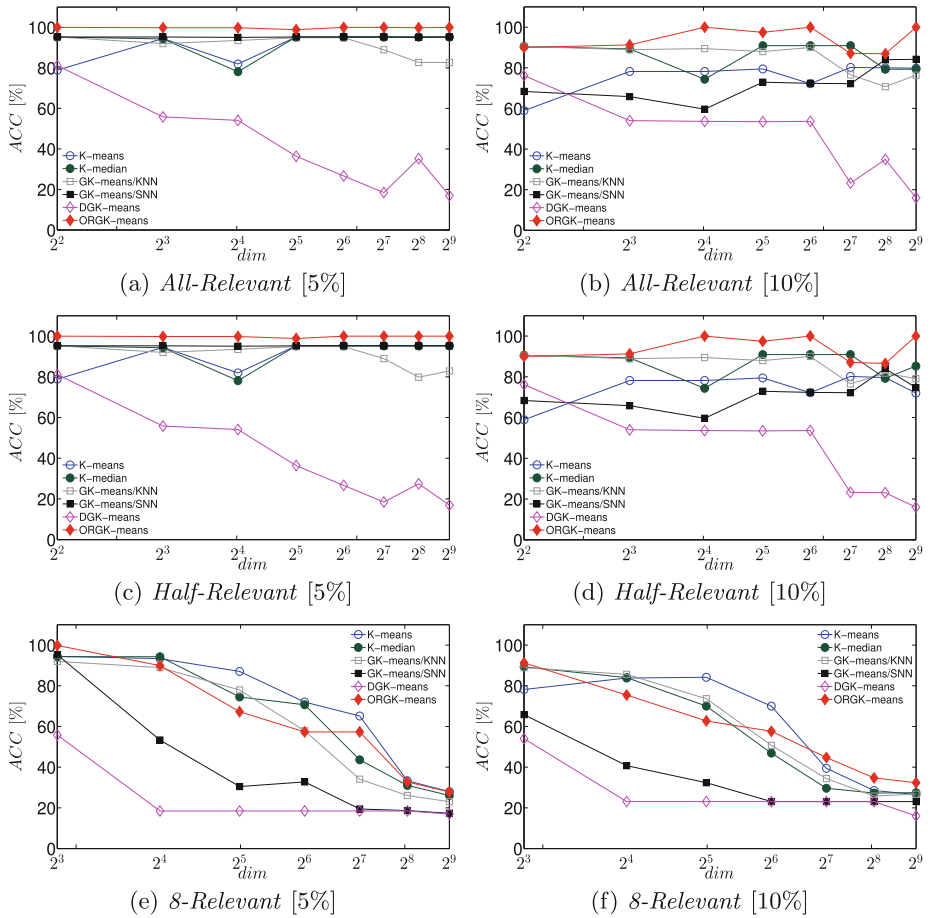 100
80
60
40
20
0
ACC [%]
K-means
K-median
GK-means/KNN
GK-means/SNN
DGK-means
ORGK-means
2^2 2^3 2^4 2^5 2^6 2^7 2^8 2^9
dim
(a) All-Relevant [5%]
100
80
60
40
20
0
ACC [%]
K-means
K-median
GK-means/KNN
GK-means/SNN
DGK-means
ORGK-means
2^2 2^3 2^4 2^5 2^6 2^7 2^8 2^9
dim
(b) All-Relevant [10%]
100
80
60
40
20
0
ACC [%]
K-means
K-median
GK-means/KNN
GK-means/SNN
DGK-means
ORGK-means
2^2 2^3 2^4 2^5 2^6 2^7 2^8 2^9
dim
(c) Half-Relevant [5%]
100
80
60
40
20
0
ACC [%]
K-means
K-median
GK-means/KNN
GK-means/SNN
DGK-means
ORGK-means
2^2 2^3 2^4 2^5 2^6 2^7 2^8 2^9
dim
(d) Half-Relevant [10%]
100
80
60
40
20
0
ACC [%]
K-means
K-median
GK-means/KNN
GK-means/SNN
DGK-means
ORGK-means
2^3 2^4 2^5 2^6 2^7 2^8 2^9
dim
(e) 8-Relevant [5%]
100
80
60
40
20
0
ACC [%]
K-means
K-median
GK-means/KNN
GK-means/SNN
DGK-means
ORGK-means
2^3 2^4 2^5 2^6 2^7 2^8 2^9
dim
(f) 8-Relevant [10%]